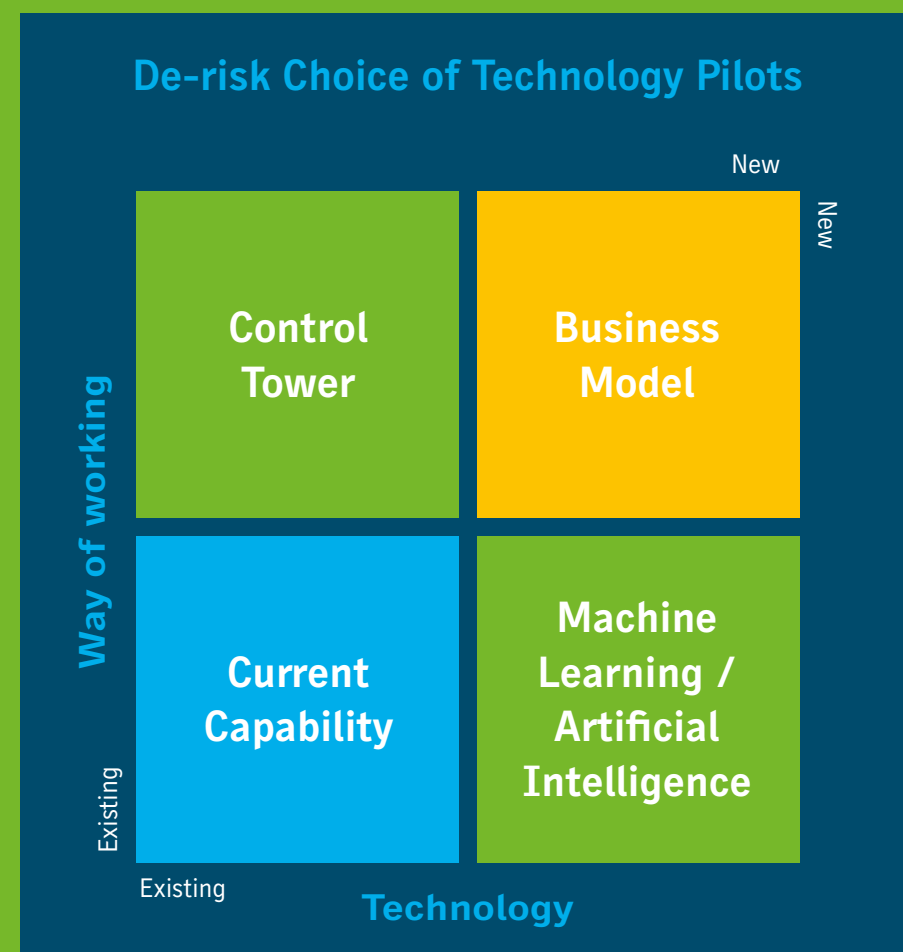 De-risk Choice of Technology Pilots
New
New
Control
Tower
Business
Model
Way of working
Current
Capability
Machine
Learning /
Artificial
Intelligence
Existing
Existing
Technology